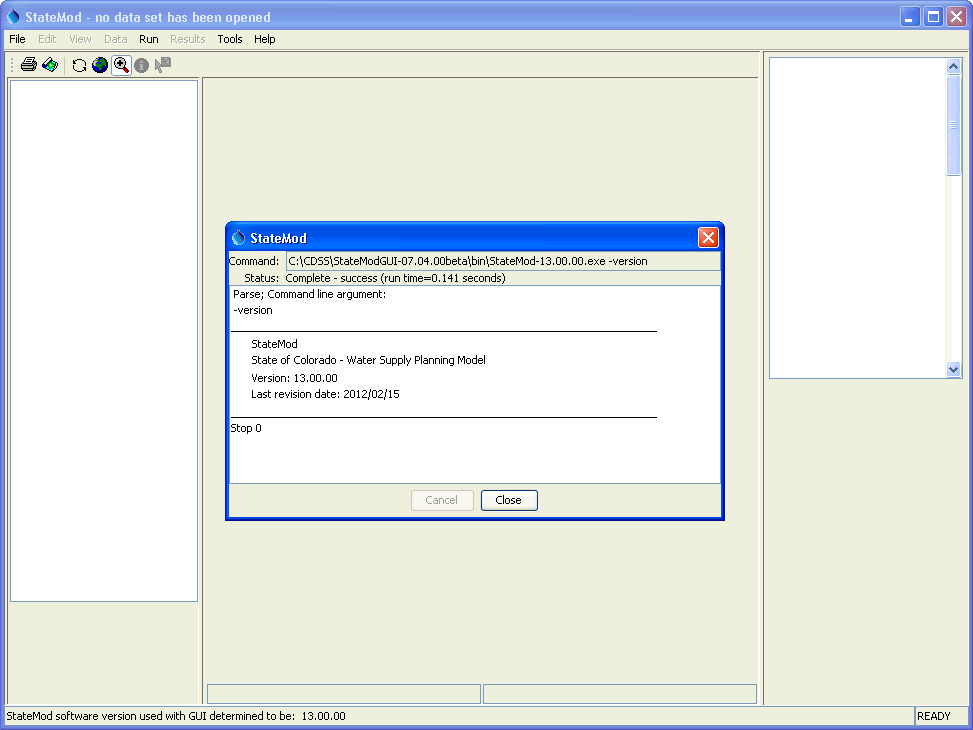 StateMod - no data set has been opened
File Edit View Data Run Results Tools Help
StateMod
Command: C:\CDSS\StateModGUI-07.04.00beta\bin\StateMod-13.00.00.exe -version
Status: Complete - success (run time=0.141 seconds)
Parse; Command line argument:
-version
StateMod
State of Colorado - Water Supply Planning Model
Version: 13.00.00
Last revision date: 2012/02/15
Stop 0
Cancel Close
StateMod software version used with GUI determined to be: 13.00.00 READY